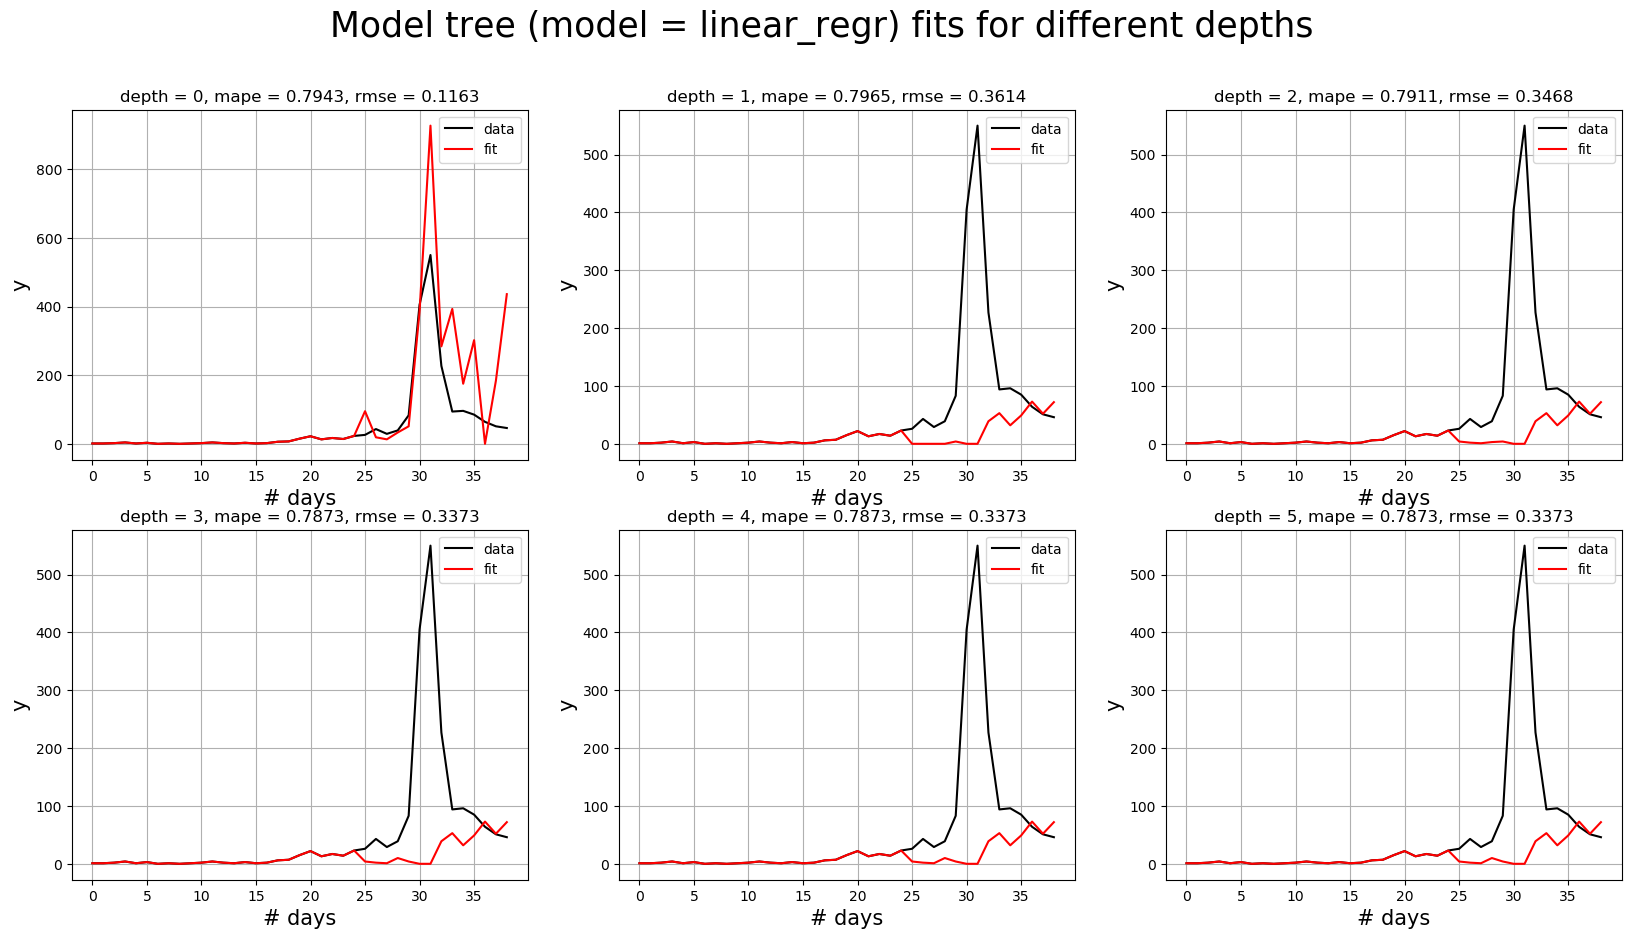 Model tree (model = linear_regr) fits for different depths
depth = 0, mape = 0.7943, rmse = 0.1163
data
fit
y
800
600
400
200
0
0 5 10 15 20 25 30 35
# days
depth = 1, mape = 0.7965, rmse = 0.3614
data
fit
y
500
400
300
200
100
0
0 5 10 15 20 25 30 35
# days
depth = 2, mape = 0.7911, rmse = 0.3468
data
fit
y
500
400
300
200
100
0
0 5 10 15 20 25 30 35
# days
depth = 3, mape = 0.7873, rmse = 0.3373
data
fit
y
500
400
300
200
100
0
0 5 10 15 20 25 30 35
# days
depth = 4, mape = 0.7873, rmse = 0.3373
data
fit
y
500
400
300
200
100
0
0 5 10 15 20 25 30 35
# days
depth = 5, mape = 0.7873, rmse = 0.3373
data
fit
y
500
400
300
200
100
0
0 5 10 15 20 25 30 35
# days